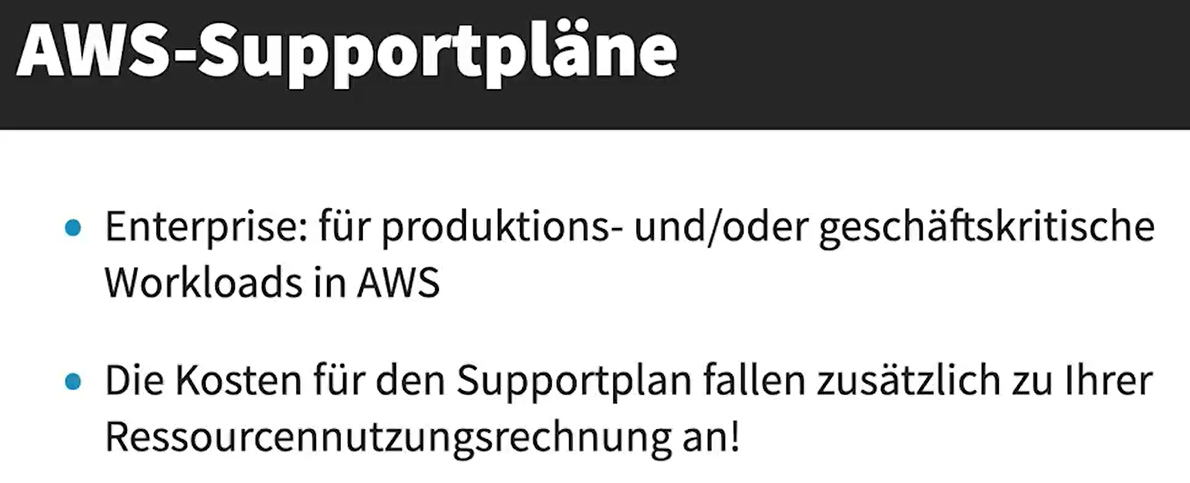 AWS-Supportpläne
• Enterprise: für produktions- und/oder geschäftskritische
Workloads in AWS
• Die Kosten für den Supportplan fallen zusätzlich zu Ihrer
Ressourcennutzungsrechnung an!